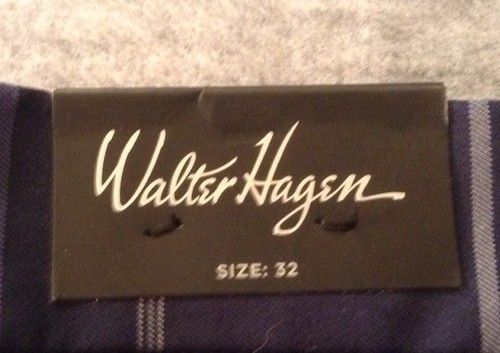 Walter Hagen
SIZE: 32